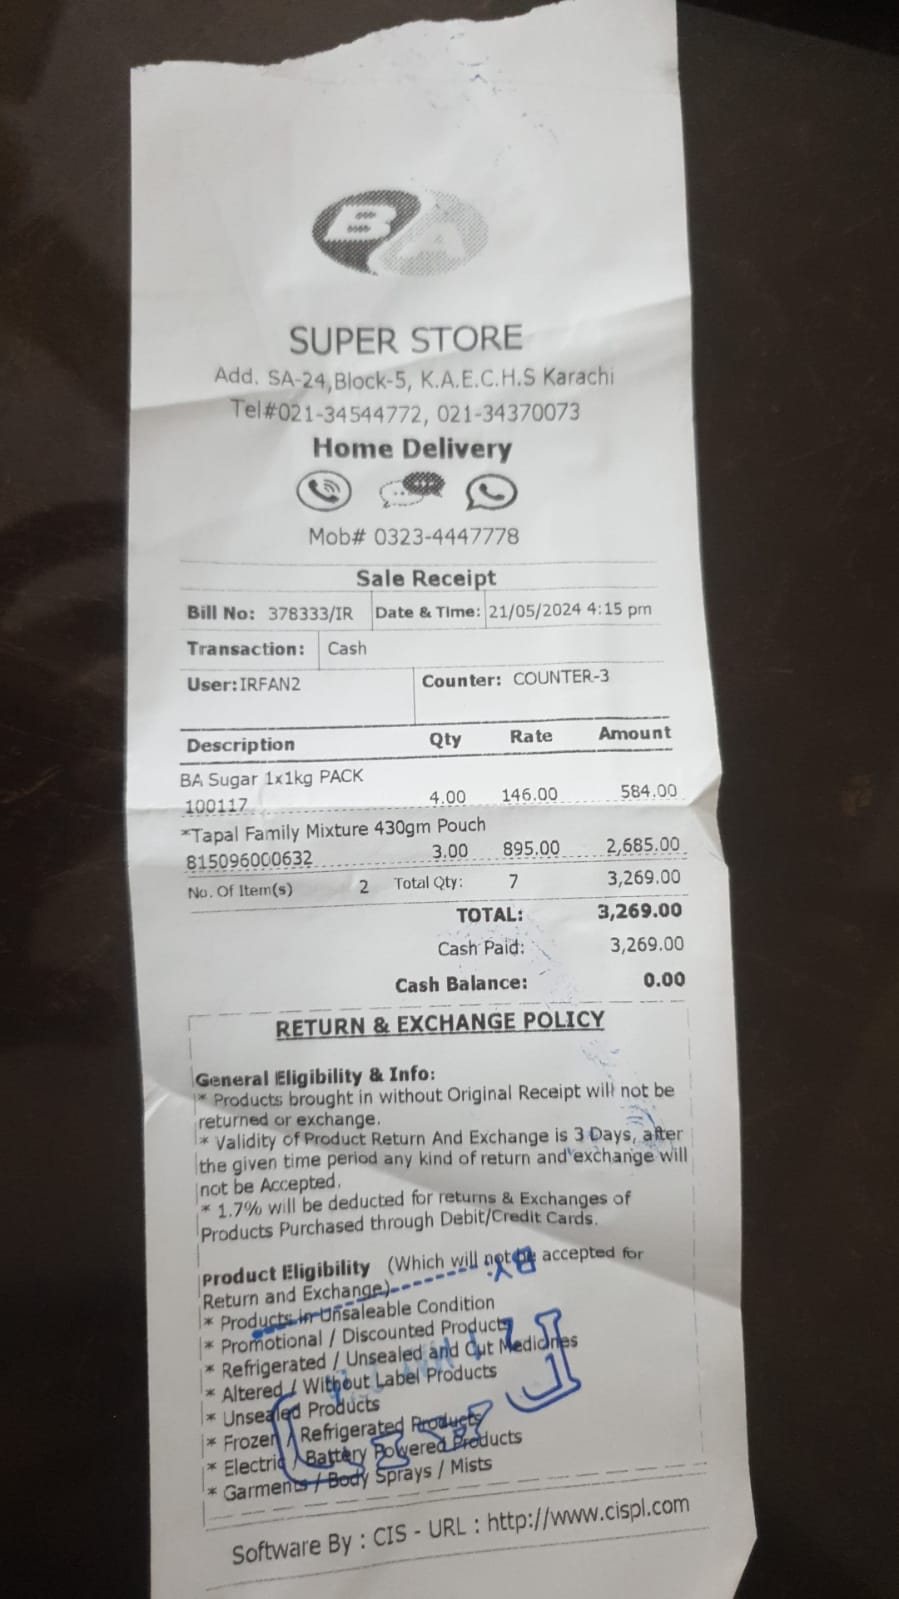 BA
SUPER STORE
Add. SA-24,Block-5, K.A.E.C.H.S Karachi
Tel#021-34544772, 021-34370073
Home Delivery
Mob# 0323-4447778
Sale Receipt
Bill No: 378333/IR Date & Time: 21/05/2024 4:15 pm
Transaction: Cash
User:IRFAN2 Counter: COUNTER-3
Description Qty Rate Amount
BA Sugar 1x1kg PACK
100117 4.00 146.00 584.00
*Tapal Family Mixture 430gm Pouch
815096000632 3.00 895.00 2,685.00
No. Of Item(s) 2 Total Qty: 7 3,269.00
TOTAL: 3,269.00
Cash Paid: 3,269.00
Cash Balance: 0.00
RETURN & EXCHANGE POLICY
General Eligibility & Info:
* Products brought in without Original Receipt will not be
returned or exchange.
* Validity of Product Return And Exchange is 3 Days, after
the given time period any kind of return and exchange will
not be Accepted.
* 1.7% will be deducted for returns & Exchanges of
Products Purchased through Debit/Credit Cards.
Product Eligibility (Which will not be accepted for
Return and Exchange)
* Products in Unsaleable Condition
* Promotional / Discounted Products
* Refrigerated / Unsealed and Cut Medicines
* Altered / Without Label Products
* Unsealed Products
* Frozen / Refrigerated Products
* Electric / Battery Powered Products
* Garments / Body Sprays / Mists
Software By : CIS - URL : http://www.cispl.com
BY: